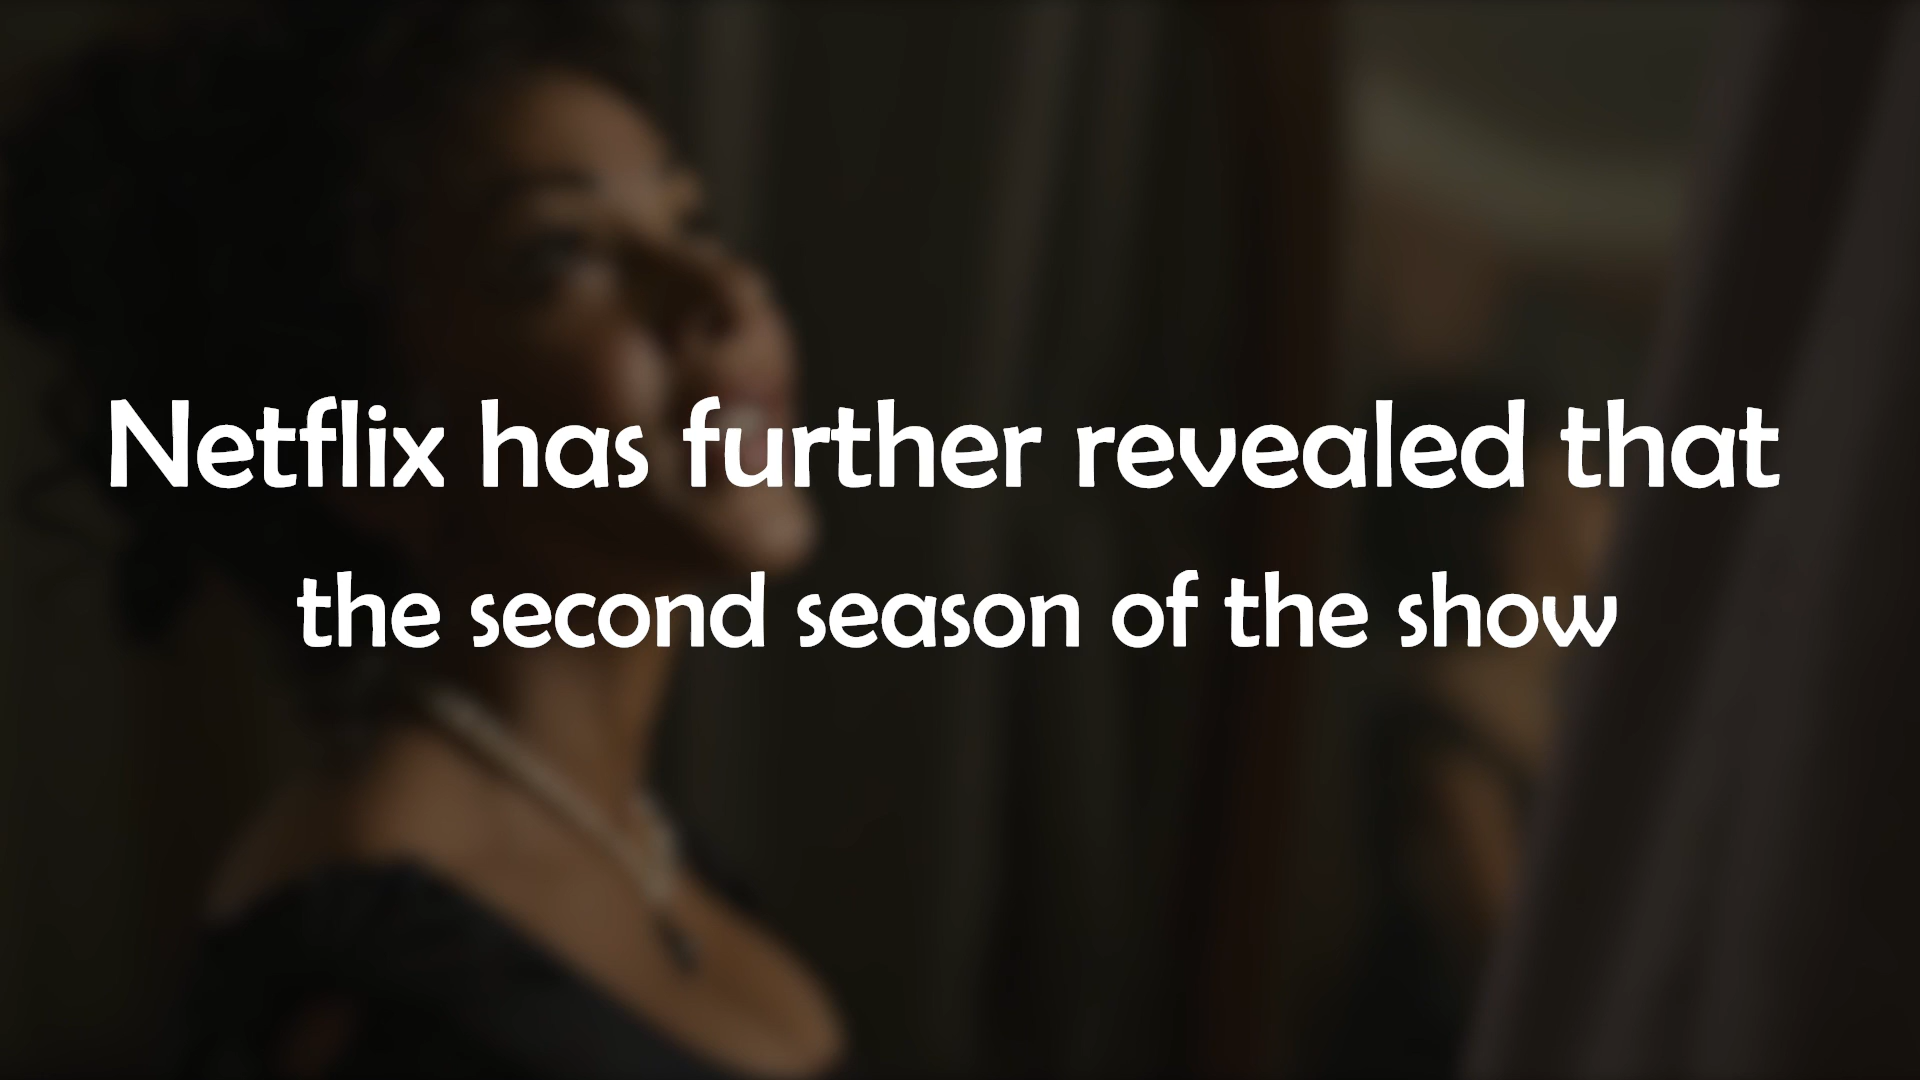 Netflix has further revealed that
the second season of the show